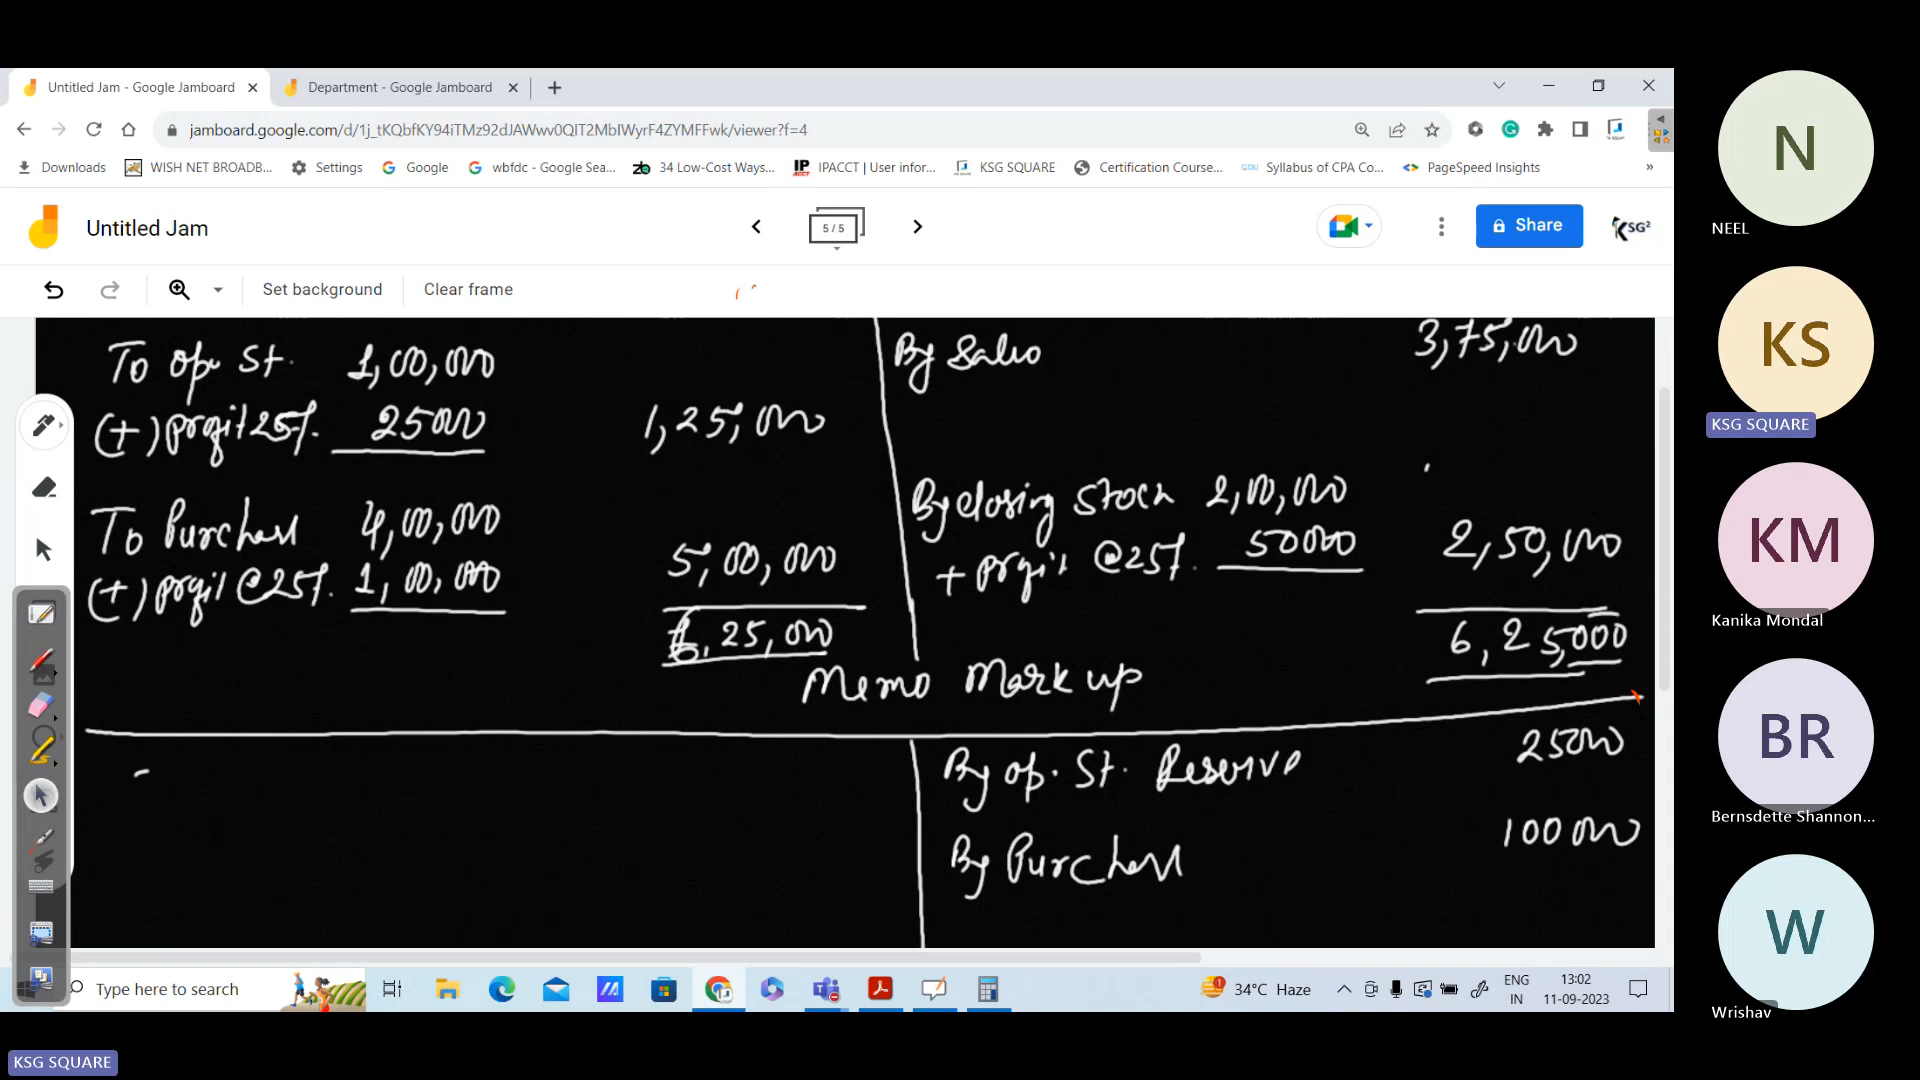 Untitled Jam - Google Jamboard
Department - Google Jamboard
jamboard.google.com/d/1j_tKQbfKY94iTMz92dJAWwv0QIT2MbIWyrF4ZYMFFwk/viewer?f=4
Downloads
WISH NET BROADB...
Settings
Google
wbfdc - Google Sea...
34 Low-Cost Ways...
IPACCT | User infor...
KSG SQUARE
Certification Course...
Syllabus of CPA Co...
PageSpeed Insights
»
Untitled Jam
5 / 5
Share
KSG²
Set background
Clear frame
To op. St. 1,00,000
(+) profit 25%. 25000 1,25,000
To Purchase 4,00,000
(+) profit @25%. 1,00,000 5,00,000
6,25,000
By Sales 3,75,000
By closing Stock 2,00,000
+ profit @25%. 50000 2,50,000
6,25,000
Memo Mark up
By op. St. Reserve 25000
By Purchase 100000
N
NEEL
KS
KSG SQUARE
KM
Kanika Mondal
BR
Bernsdette Shannon...
W
Wrishav
Type here to search
34°C Haze
ENG
IN
13:02
11-09-2023
KSG SQUARE